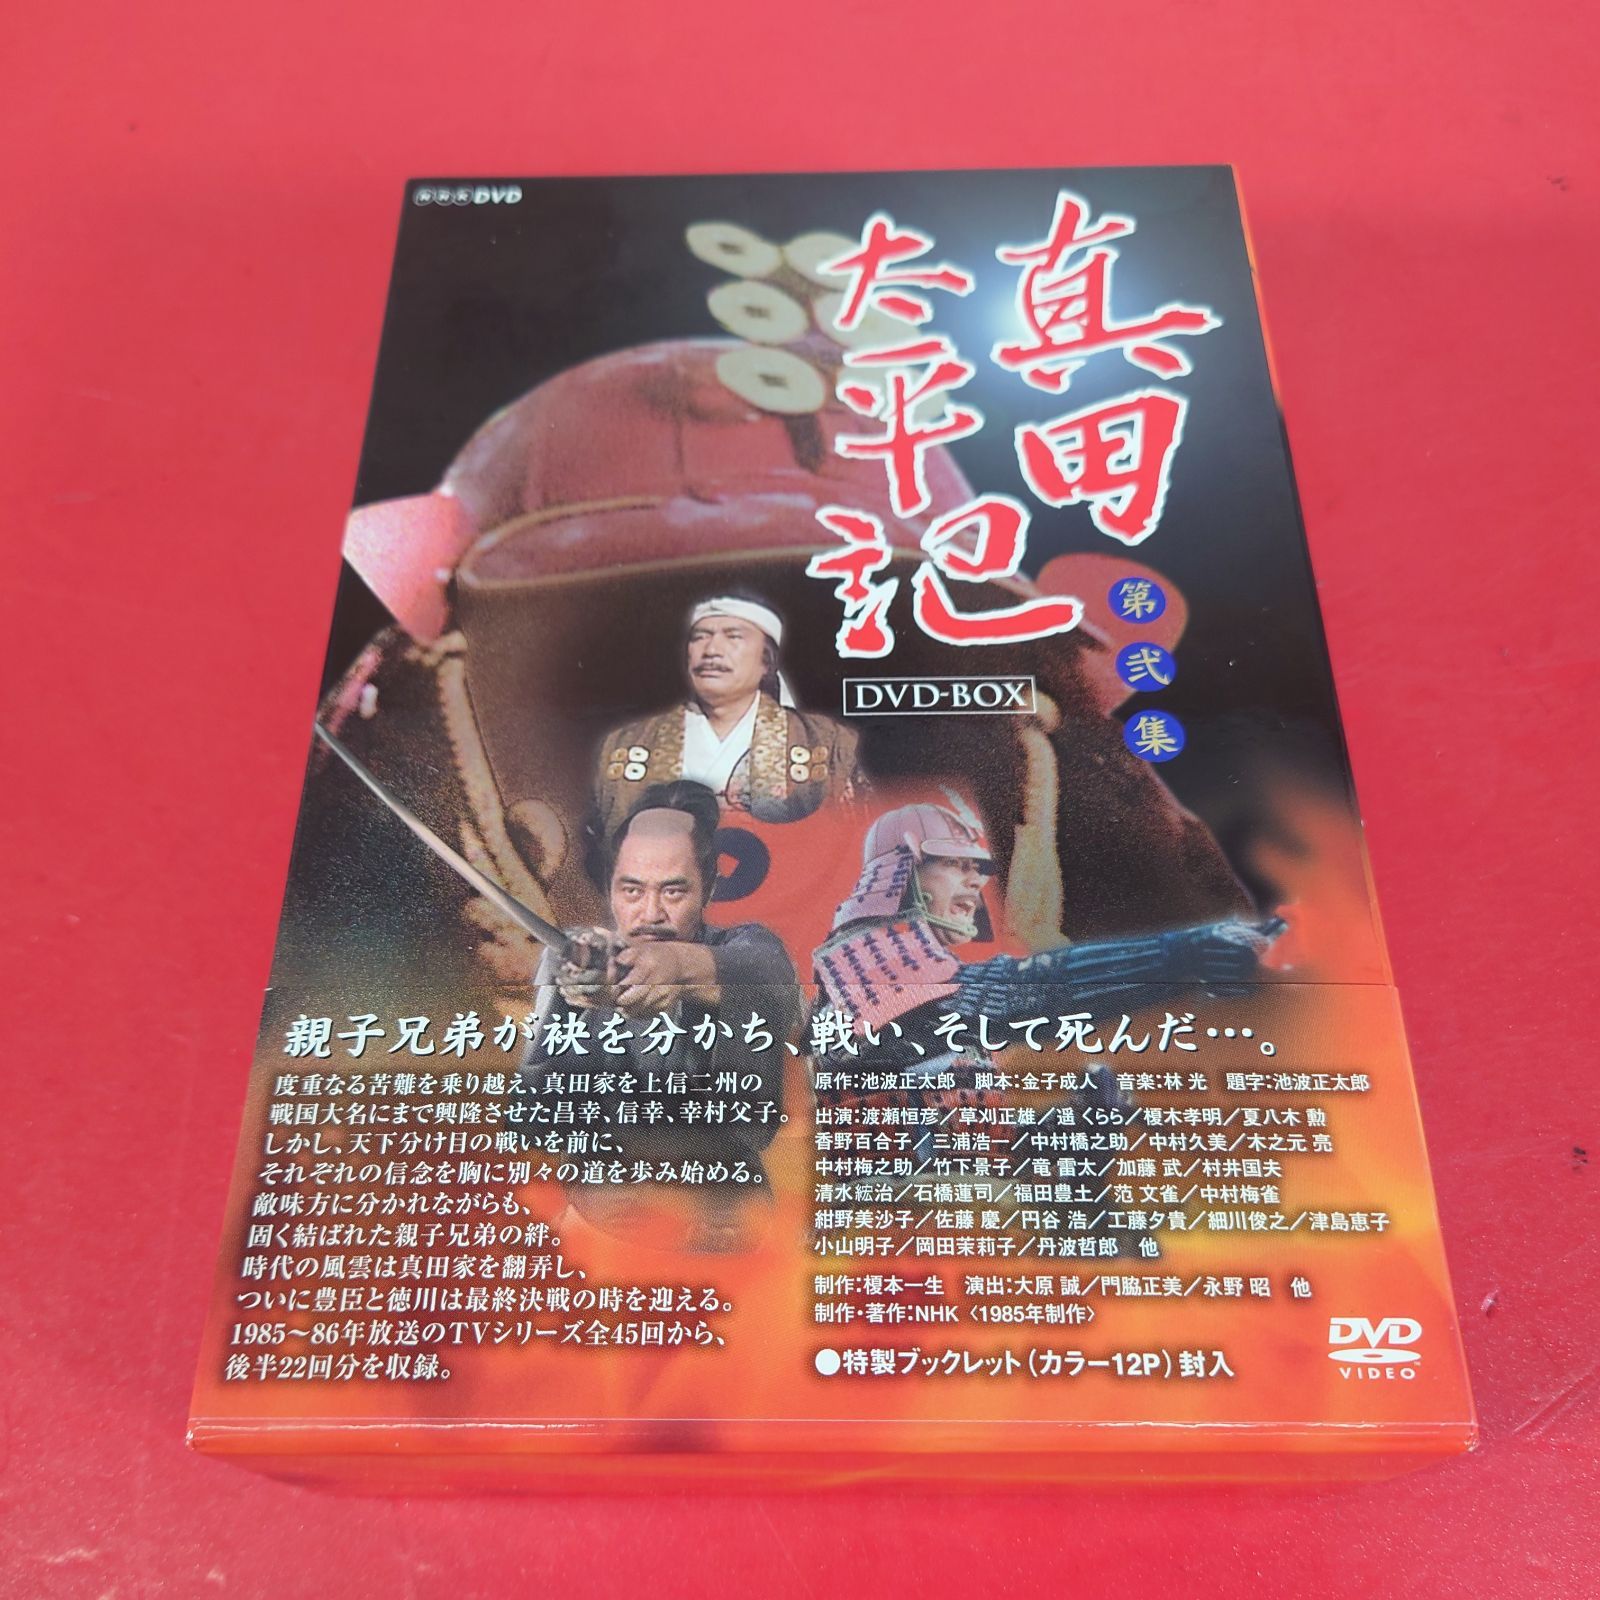 NHK DVD
真田
太平記
第弐集
DVD-BOX
親子兄弟が袂を分かち、戦い、そして死んだ…。
度重なる苦難を乗り越え、真田家を上信二州の
戦国大名にまで興隆させた昌幸、信幸、幸村父子。
しかし、天下分け目の戦いを前に、
それぞれの信念を胸に別々の道を歩み始める。
敵味方に分かれながらも、
固く結ばれた親子兄弟の絆。
時代の風雲は真田家を翻弄し、
ついに豊臣と徳川は最終決戦の時を迎える。
1985〜86年放送のTVシリーズ全45回から、
後半22回分を収録。
原作:池波正太郎　脚本:金子成人　音楽:林 光　題字:池波正太郎
出演:渡瀬恒彦／草刈正雄／遥 くらら／榎木孝明／夏八木 勲
香野百合子／三浦浩一／中村橋之助／中村久美／木之元 亮
中村梅之助／竹下景子／竜 雷太／加藤 武／村井国夫
清水綋治／石橋蓮司／福田豊土／范 文雀／中村梅雀
紺野美沙子／佐藤 慶／円谷 浩／工藤夕貴／細川俊之／津島恵子
小山明子／岡田茉莉子／丹波哲郎　他
制作:榎本一生　演出:大原 誠／門脇正美／永野 昭　他
制作・著作:NHK〈1985年制作〉
●特製ブックレット（カラー12P）封入
DVD
VIDEO